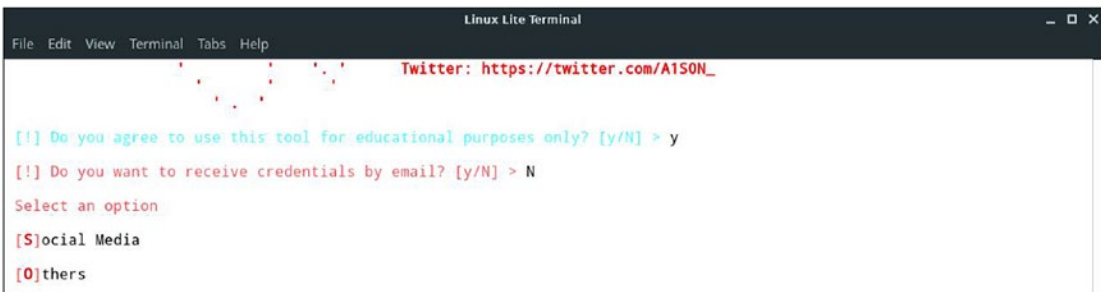 Linux Lite Terminal
File Edit View Terminal Tabs Help
Twitter: https://twitter.com/A1S0N_
[!] Do you agree to use this tool for educational purposes only? [y/N] > y
[!] Do you want to receive credentials by email? [y/N] > N
Select an option
[S]ocial Media
[O]thers